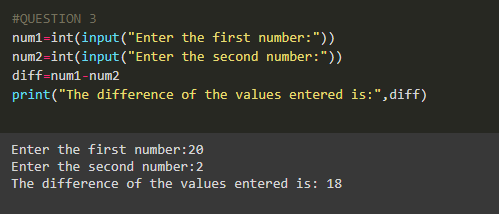 #QUESTION 3
num1=int(input("Enter the first number:"))
num2=int(input("Enter the second number:"))
diff=num1-num2
print("The difference of the values entered is:",diff)
Enter the first number:20
Enter the second number:2
The difference of the values entered is: 18